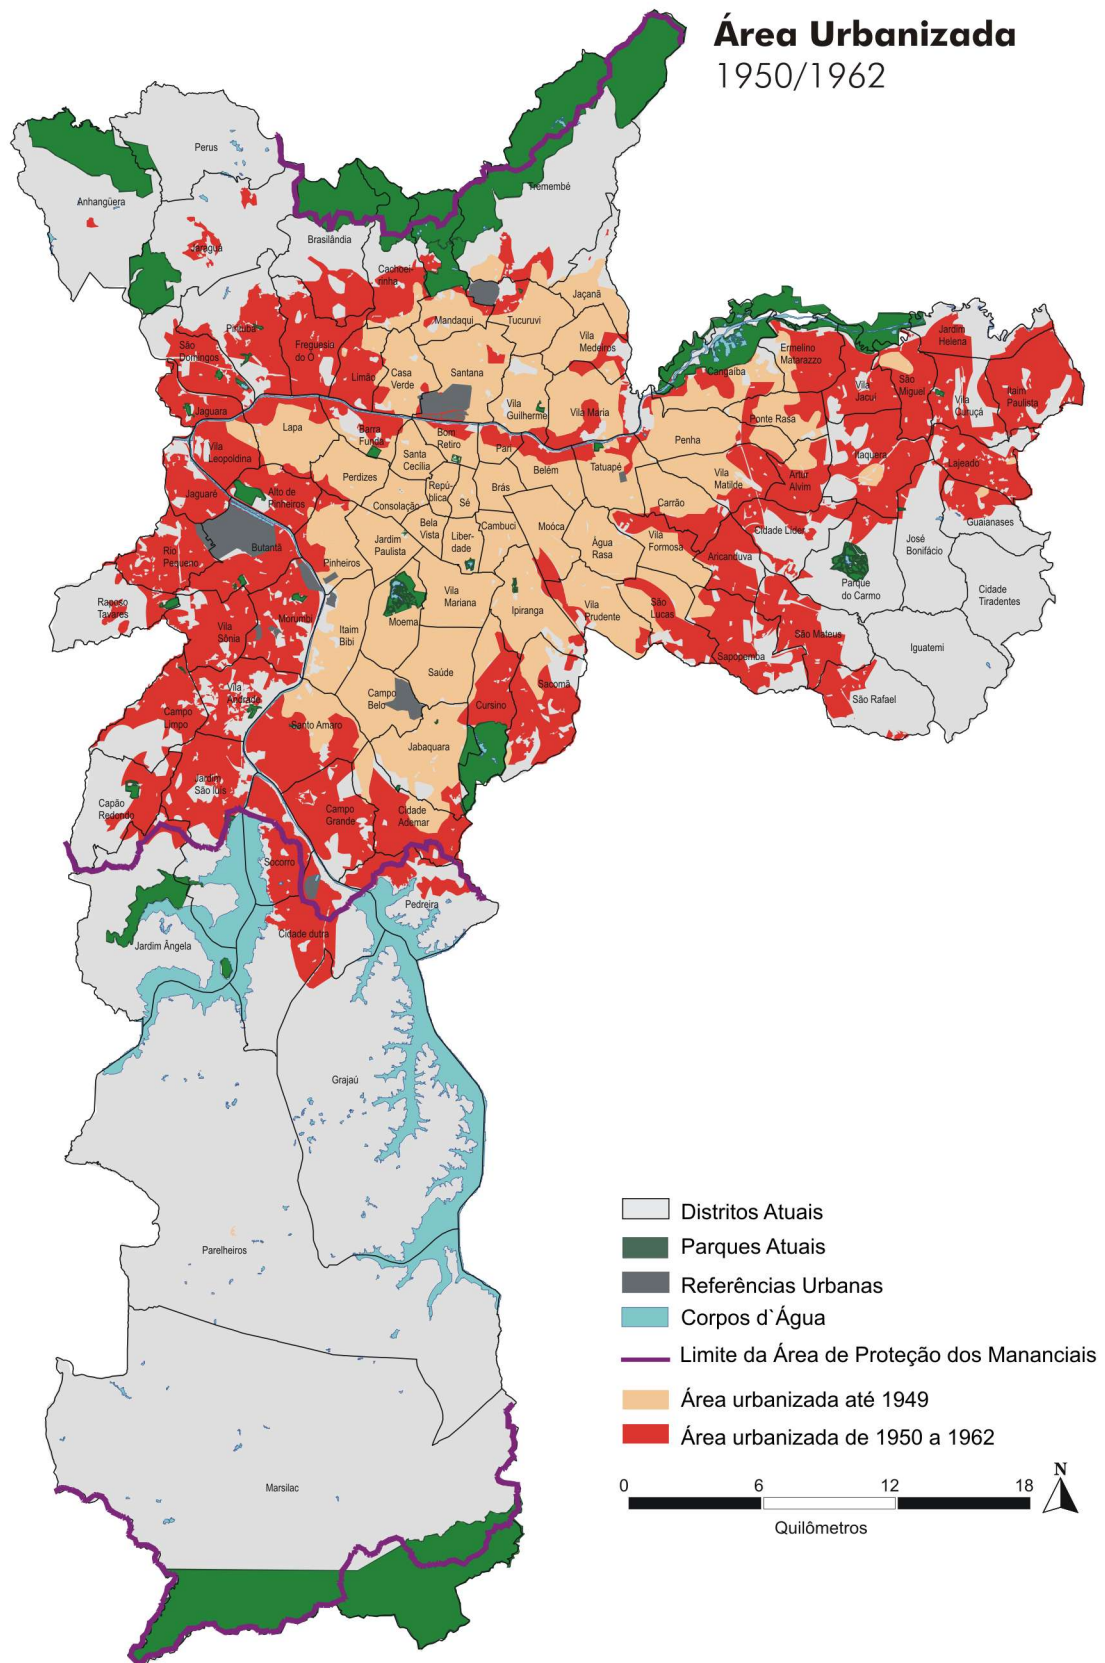 Área Urbanizada
1950/1962
Perus
Anhangüera
Tremembé
Jaraguá
Brasilândia
Cachoei-
rinha
Jaçanã
Mandaqui
Tucuruvi
Pirituba
Vila
Medeiros
Jardim
Helena
São
Domingos
Freguesia
do Ó
Ermelino
Matarazzo
Limão
Casa
Verde
Santana
Cangaíba
Vila
Jacuí
São
Miguel
Itaim
Paulista
Vila
Curuçá
Jaguara
Vila
Guilherme
Vila Maria
Ponte Rasa
Lapa
Barra
Funda
Bom
Retiro
Pari
Penha
Vila
Leopoldina
Santa
Cecília
Belém
Tatuapé
Itaquera
Lajeado
Perdizes
Vila
Matilde
Artur
Alvim
Jaguaré
Alto de
Pinheiros
Repú-
blica
Sé
Brás
Consolação
Carrão
Guaianases
Bela
Vista
Liber-
dade
Cambuci
Moóca
Cidade Líder
Jardim
Paulista
Água
Rasa
Vila
Formosa
José
Bonifácio
Rio
Pequeno
Butantã
Pinheiros
Aricanduva
Parque
do Carmo
Cidade
Tiradentes
Raposo
Tavares
Vila
Mariana
Ipiranga
Vila
Prudente
São
Lucas
Morumbi
Moema
Vila
Sônia
Itaim
Bibi
São Mateus
Iguatemi
Sapopemba
Saúde
Sacomã
Vila
Andrade
Campo
Belo
Cursino
São Rafael
Campo
Limpo
Santo Amaro
Jabaquara
Jardim
São luís
Capão
Redondo
Campo
Grande
Cidade
Ademar
Socorro
Pedreira
Cidade dutra
Jardim Ângela
Grajaú
Parelheiros
Marsilac
Distritos Atuais
Parques Atuais
Referências Urbanas
Corpos d`Água
Limite da Área de Proteção dos Mananciais
Área urbanizada até 1949
Área urbanizada de 1950 a 1962
0 6 12 18
N
Quilômetros